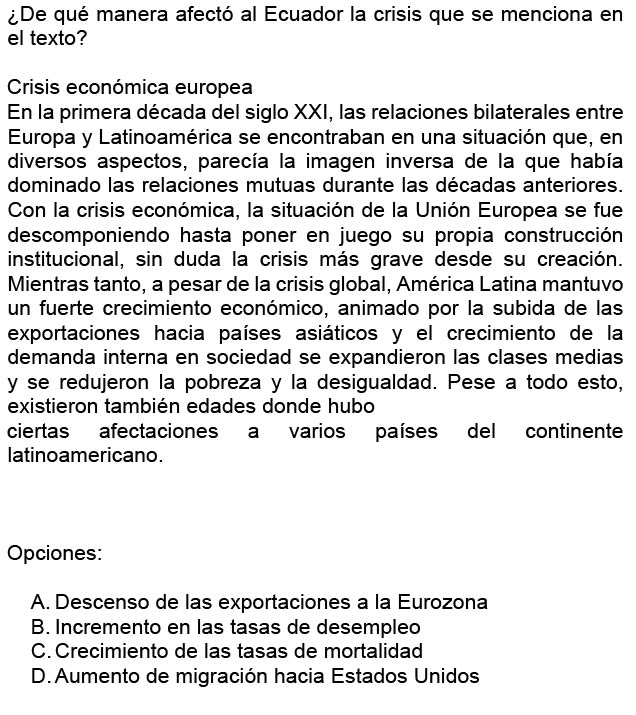 ¿De qué manera afectó al Ecuador la crisis que se menciona en
el texto?
Crisis económica europea
En la primera década del siglo XXI, las relaciones bilaterales entre
Europa y Latinoamérica se encontraban en una situación que, en
diversos aspectos, parecía la imagen inversa de la que había
dominado las relaciones mutuas durante las décadas anteriores.
Con la crisis económica, la situación de la Unión Europea se fue
descomponiendo hasta poner en juego su propia construcción
institucional, sin duda la crisis más grave desde su creación.
Mientras tanto, a pesar de la crisis global, América Latina mantuvo
un fuerte crecimiento económico, animado por la subida de las
exportaciones hacia países asiáticos y el crecimiento de la
demanda interna en sociedad se expandieron las clases medias
y se redujeron la pobreza y la desigualdad. Pese a todo esto,
existieron también edades donde hubo
ciertas afectaciones a varios países del continente
latinoamericano.
Opciones:
A. Descenso de las exportaciones a la Eurozona
B. Incremento en las tasas de desempleo
C. Crecimiento de las tasas de mortalidad
D. Aumento de migración hacia Estados Unidos